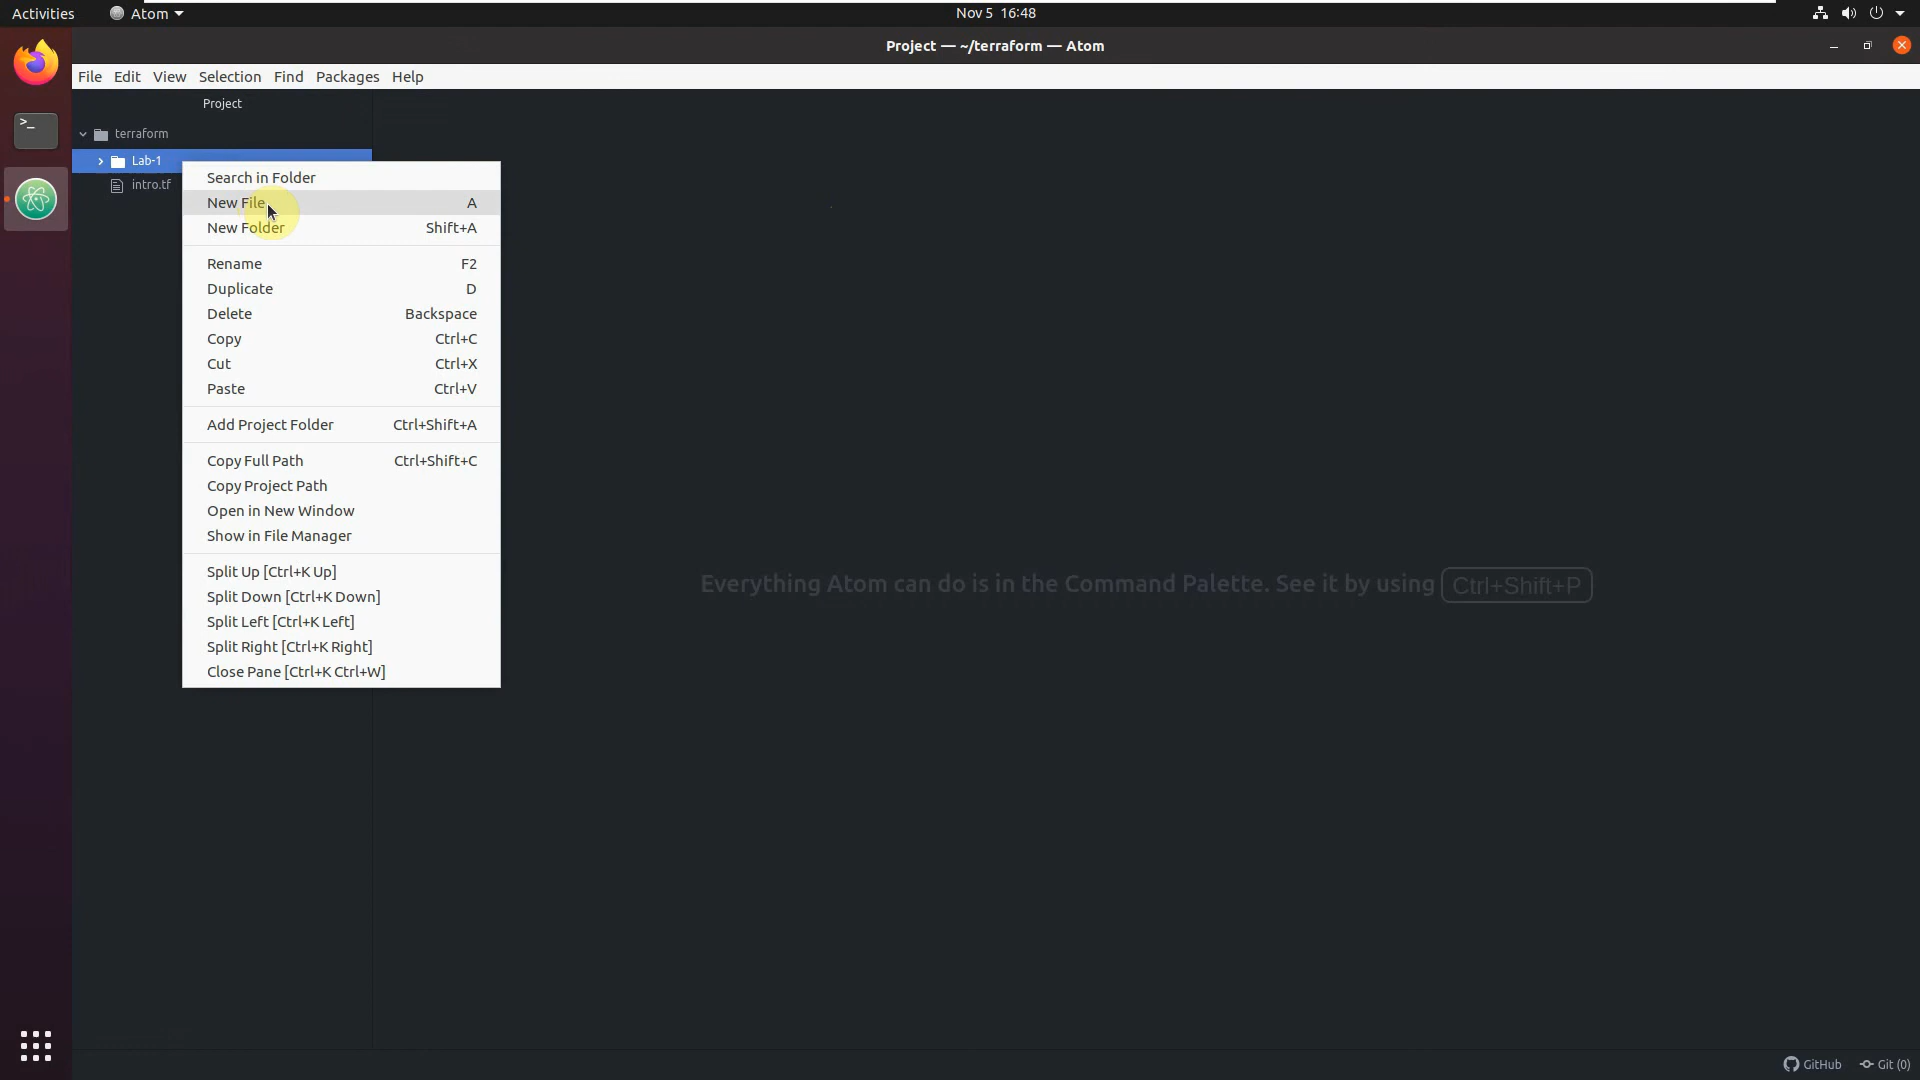 Activities
Atom
Nov 5 16:48
Project — ~/terraform — Atom
File Edit View Selection Find Packages Help
Project
terraform
Lab-1
intro.tf
Search in Folder
New File A
New Folder Shift+A
Rename F2
Duplicate D
Delete Backspace
Copy Ctrl+C
Cut Ctrl+X
Paste Ctrl+V
Add Project Folder Ctrl+Shift+A
Copy Full Path Ctrl+Shift+C
Copy Project Path
Open in New Window
Show in File Manager
Split Up [Ctrl+K Up]
Split Down [Ctrl+K Down]
Split Left [Ctrl+K Left]
Split Right [Ctrl+K Right]
Close Pane [Ctrl+K Ctrl+W]
Everything Atom can do is in the Command Palette. See it by using Ctrl+Shift+P
GitHub
Git (0)